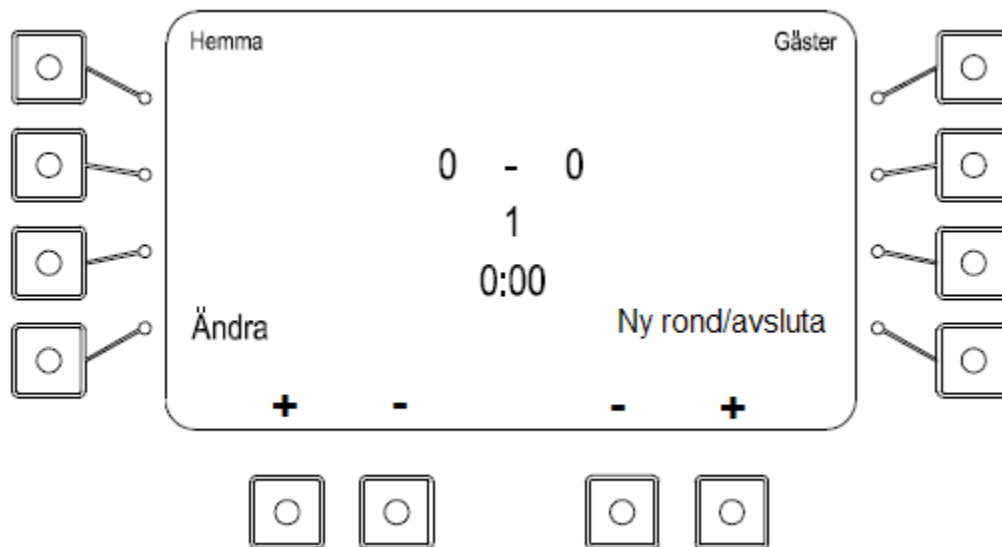 Hemma Gäster
0 - 0
1
0:00
Ändra Ny rond/avsluta
+ - - +